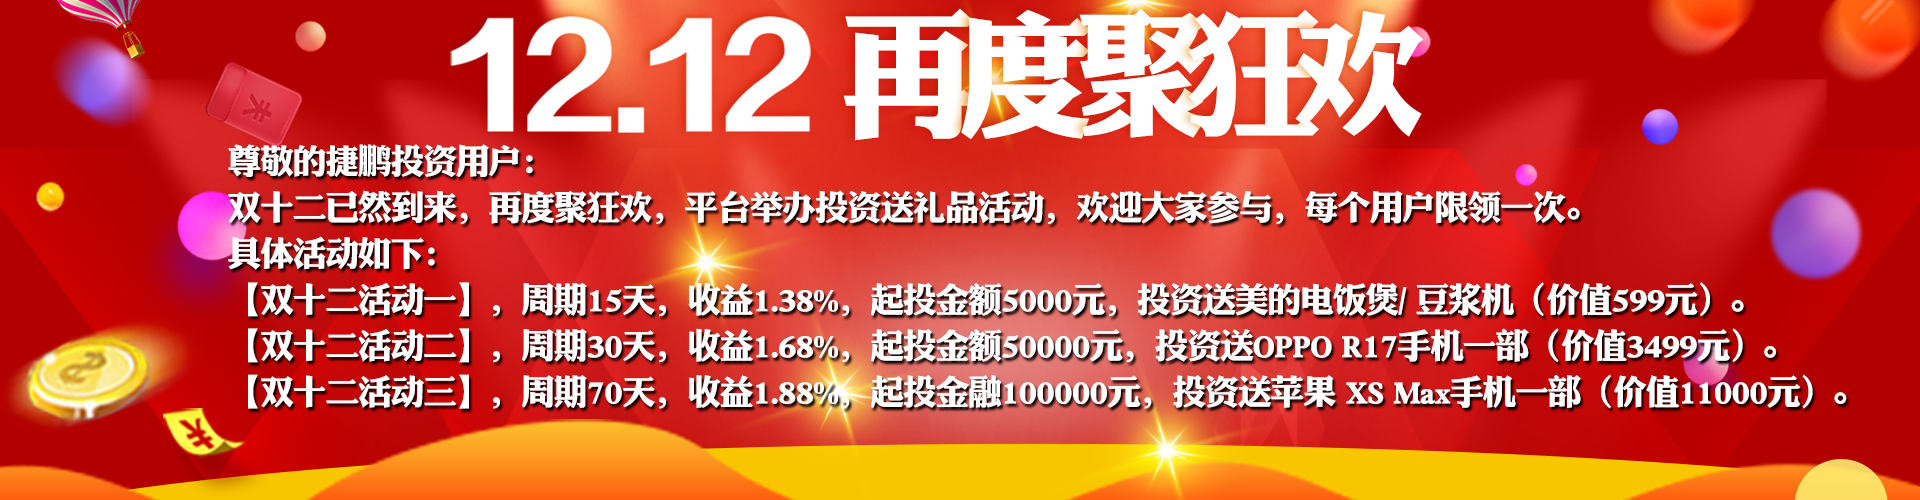 12.12 再度聚狂欢
尊敬的捷鹏投资用户：
双十二已然到来，再度聚狂欢，平台举办投资送礼品活动，欢迎大家参与，每个用户限领一次。
具体活动如下：
【双十二活动一】，周期15天，收益1.38%，起投金额5000元，投资送美的电饭煲/ 豆浆机（价值599元）。
【双十二活动二】，周期30天，收益1.68%，起投金额50000元，投资送OPPO R17手机一部（价值3499元）。
【双十二活动三】，周期70天，收益1.88%，起投金融100000元，投资送苹果 XS Max手机一部（价值11000元）。